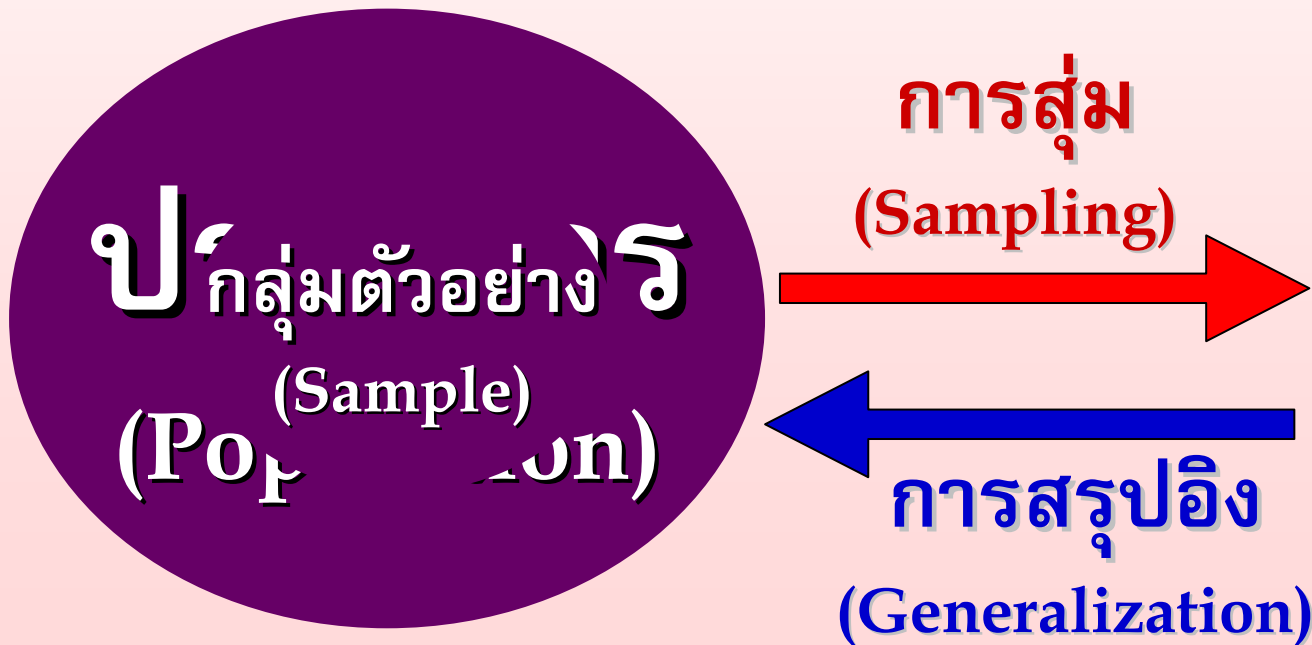 กลุ่มตัวอย่าง
(Sample)
การสุ่ม
(Sampling)
การสรุปอิง
(Generalization)